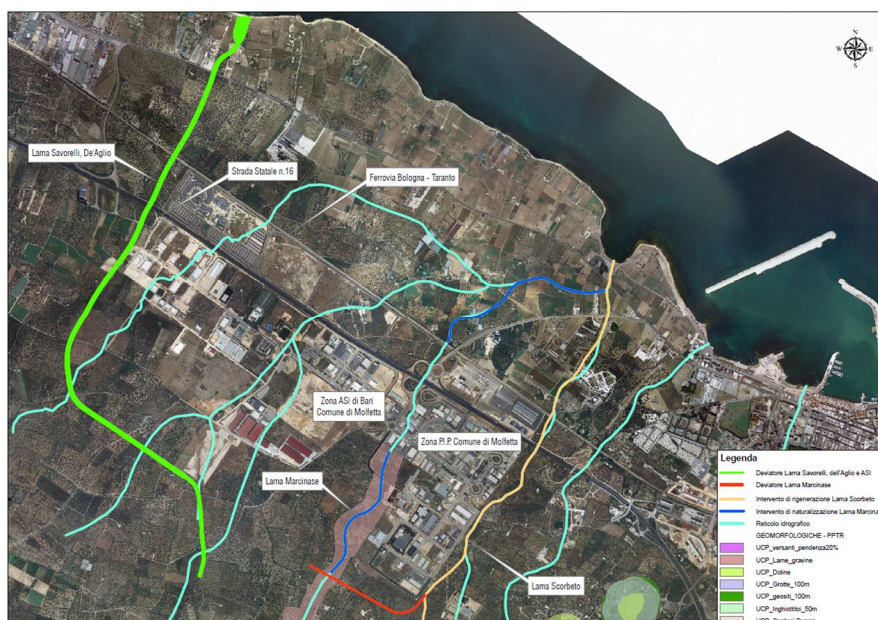 N
W E
S
Lama Savorelli, De'Aglio
Strada Statale n.16
Ferrovia Bologna - Taranto
Zona ASI di Bari
Comune di Molfetta
Zona P.I.P. Comune di Molfetta
Lama Marcinase
Lama Scorbeto
Legenda
Deviatore Lama Savorelli, dell'Aglio e ASI
Deviatore Lama Marcinase
Intervento di rigenerazione Lama Scorbeto
Intervento di naturalizzazione Lama Marcina
Reticolo idrografico
GEOMORFOLOGICHE - PPTR
UCP_versanti_pendenza20%
UCP_Lame_gravine
UCP_Doline
UCP_Grotte_100m
UCP_geositi_100m
UCP_Inghiottitoi_50m